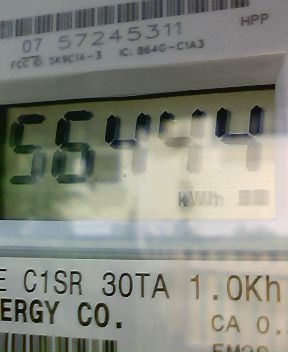 HPP
07 57245311
FCC ID: SK9C1A-3 IC: 864G-C1A3
56444
kWh
E C1SR 30TA 1.0Kh
ERGY CO.
CA 0.